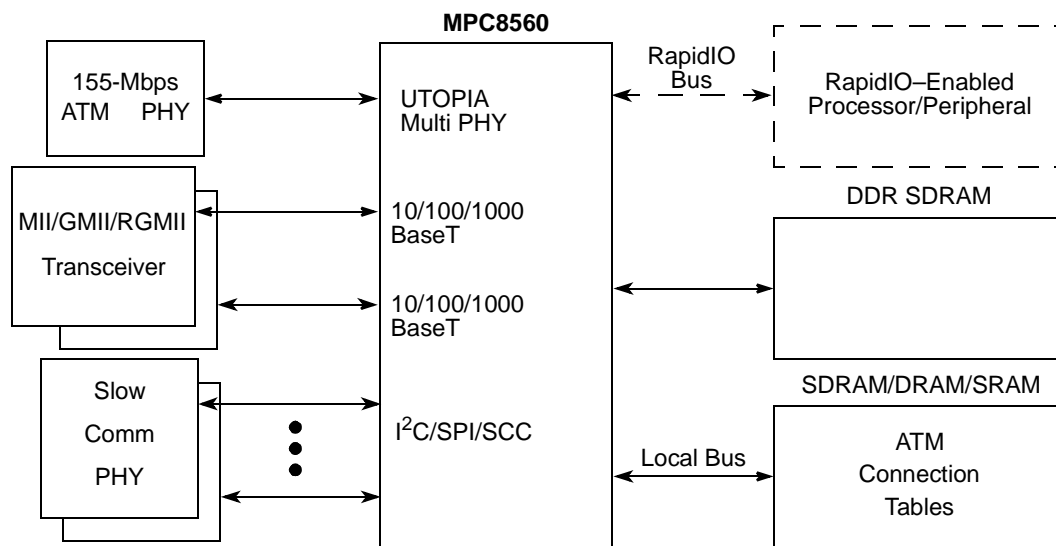 MPC8560
155-Mbps
ATM PHY
UTOPIA
Multi PHY
RapidIO
Bus
RapidIO–Enabled
Processor/Peripheral
MII/GMII/RGMII
Transceiver
10/100/1000
BaseT
10/100/1000
BaseT
DDR SDRAM
Slow
Comm
PHY
I²C/SPI/SCC
Local Bus
SDRAM/DRAM/SRAM
ATM
Connection
Tables